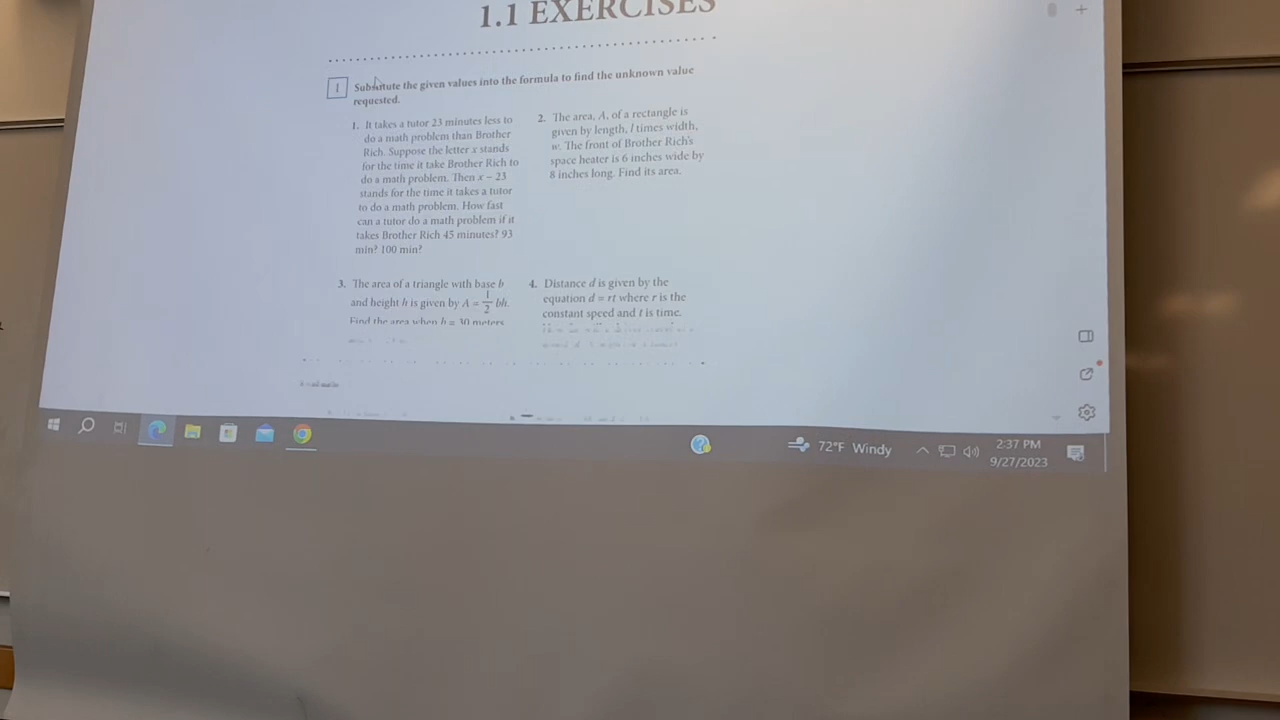 1.1 EXERCISES
1 Substitute the given values into the formula to find the unknown value
requested.
1. It takes a tutor 23 minutes less to
do a math problem than Brother
Rich. Suppose the letter x stands
for the time it take Brother Rich to
do a math problem. Then x – 23
stands for the time it takes a tutor
to do a math problem. How fast
can a tutor do a math problem if it
takes Brother Rich 45 minutes? 93
min? 100 min?
2. The area, A, of a rectangle is
given by length, l times width,
w. The front of Brother Rich's
space heater is 6 inches wide by
8 inches long. Find its area.
3. The area of a triangle with base b
and height h is given by A = 1/2 bh.
Find the area when b = 30 meters
4. Distance d is given by the
equation d = rt where r is the
constant speed and t is time.
72°F Windy
2:37 PM
9/27/2023